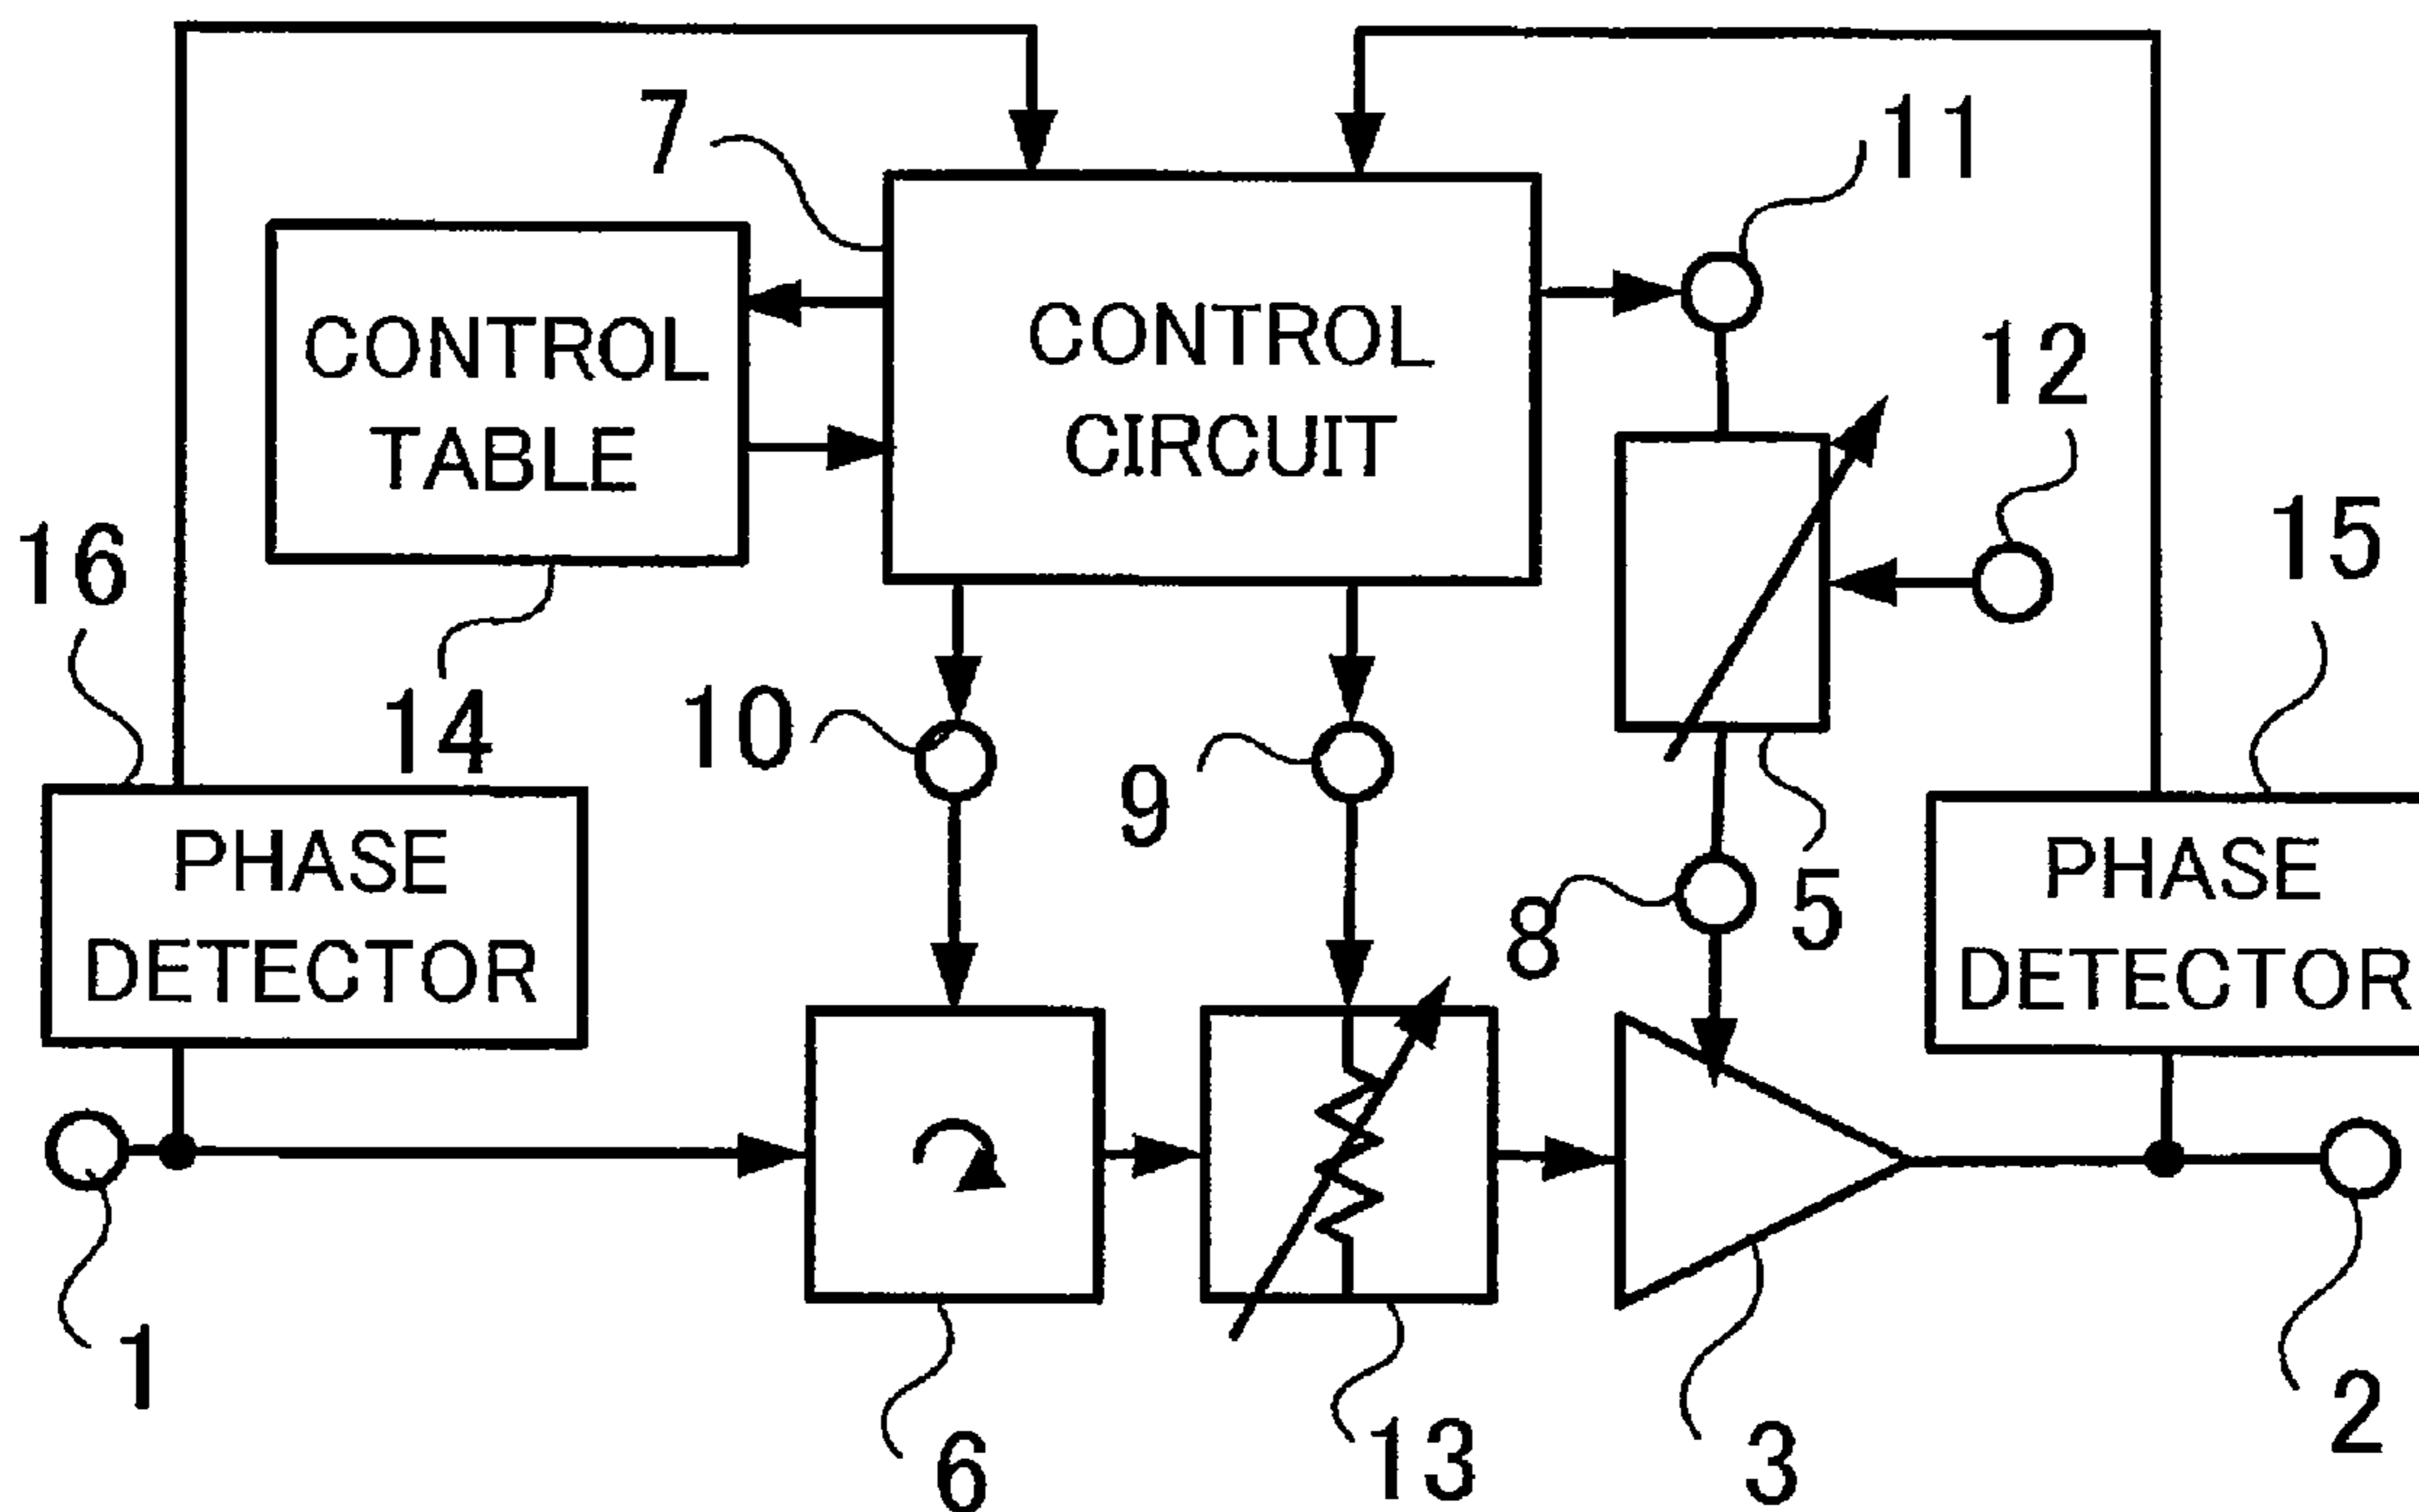 7
11
CONTROL
TABLE
CONTROL
CIRCUIT
12
16
15
14
10
9
8
5
PHASE
DETECTOR
PHASE
DETECTOR
1
6
13
3
2